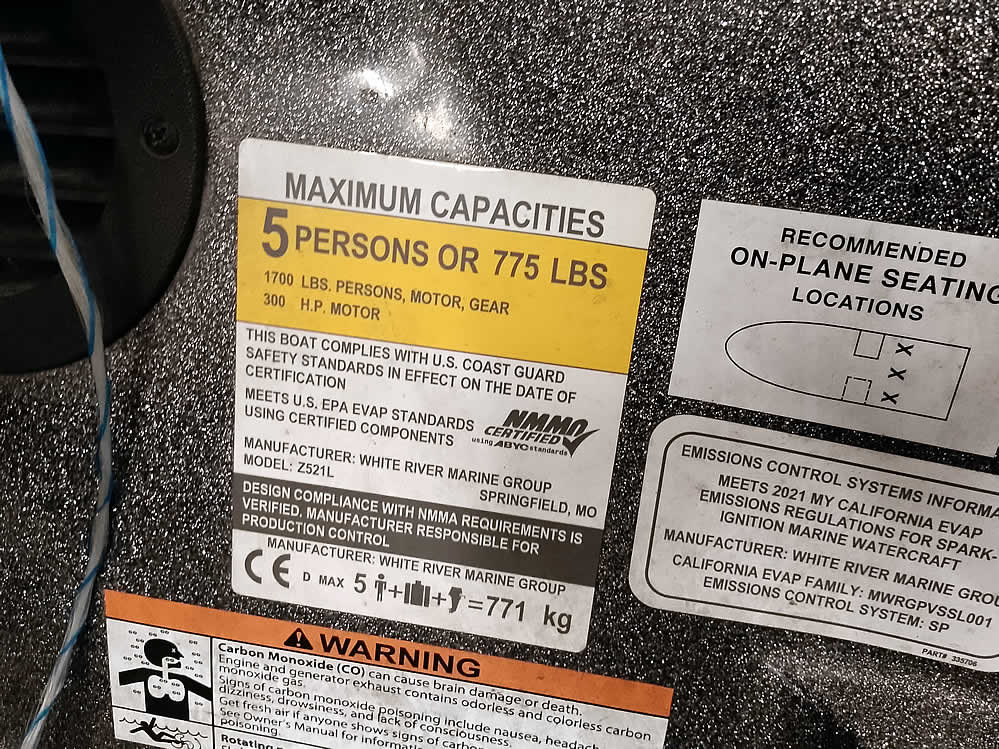 MAXIMUM CAPACITIES
5 PERSONS OR 775 LBS
1700 LBS. PERSONS, MOTOR, GEAR
300 H.P. MOTOR
THIS BOAT COMPLIES WITH U.S. COAST GUARD
SAFETY STANDARDS IN EFFECT ON THE DATE OF
CERTIFICATION
MEETS U.S. EPA EVAP STANDARDS
USING CERTIFIED COMPONENTS
NMMA
CERTIFIED
using ABYC standards
MANUFACTURER: WHITE RIVER MARINE GROUP
MODEL: Z521L
SPRINGFIELD, MO
DESIGN COMPLIANCE WITH NMMA REQUIREMENTS IS
VERIFIED. MANUFACTURER RESPONSIBLE FOR
PRODUCTION CONTROL
MANUFACTURER: WHITE RIVER MARINE GROUP
CE D MAX 5 + + =771 kg
RECOMMENDED
ON-PLANE SEATING
LOCATIONS
X
X
X
EMISSIONS CONTROL SYSTEMS INFORMA
MEETS 2021 MY CALIFORNIA EVAP
EMISSIONS REGULATIONS FOR SPARK-
IGNITION MARINE WATERCRAFT
MANUFACTURER: WHITE RIVER MARINE GROU
CALIFORNIA EVAP FAMILY: MWRGPVSSL001
EMISSIONS CONTROL SYSTEM: SP
PART# 335706
WARNING
Carbon Monoxide (CO) can cause brain damage or death.
Engine and generator exhaust contains odorless and colorless carbon
monoxide gas.
Signs of carbon monoxide poisoning include nausea, headach
dizziness, drowsiness, and lack of consciousness.
Get fresh air if anyone shows signs of carbon
See Owner's Manual for informati
poisoning.
Rotating